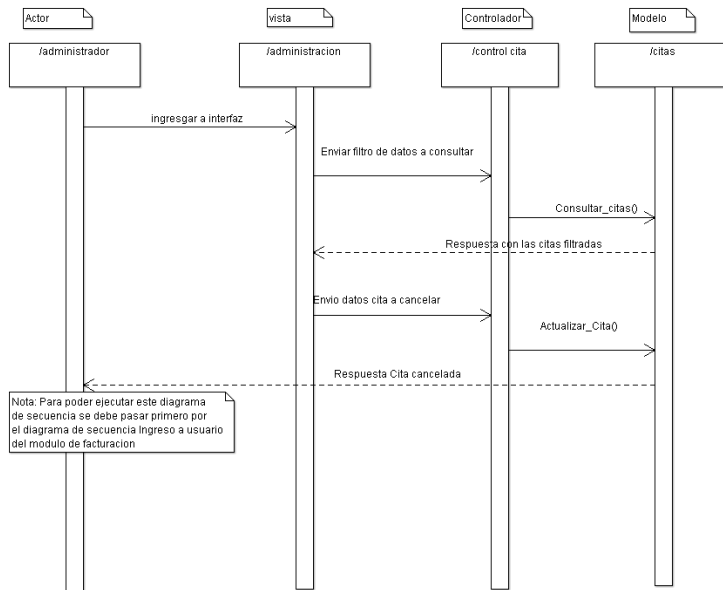 Actor
vista
Controlador
Modelo
/administrador
/administracion
/control cita
/citas
ingresgar a interfaz
Enviar filtro de datos a consultar
Consultar_citas()
Respuesta con las citas filtradas
Envio datos cita a cancelar
Actualizar_Cita()
Respuesta Cita cancelada
Nota: Para poder ejecutar este diagrama
de secuencia se debe pasar primero por
el diagrama de secuencia Ingreso a usuario
del modulo de facturacion